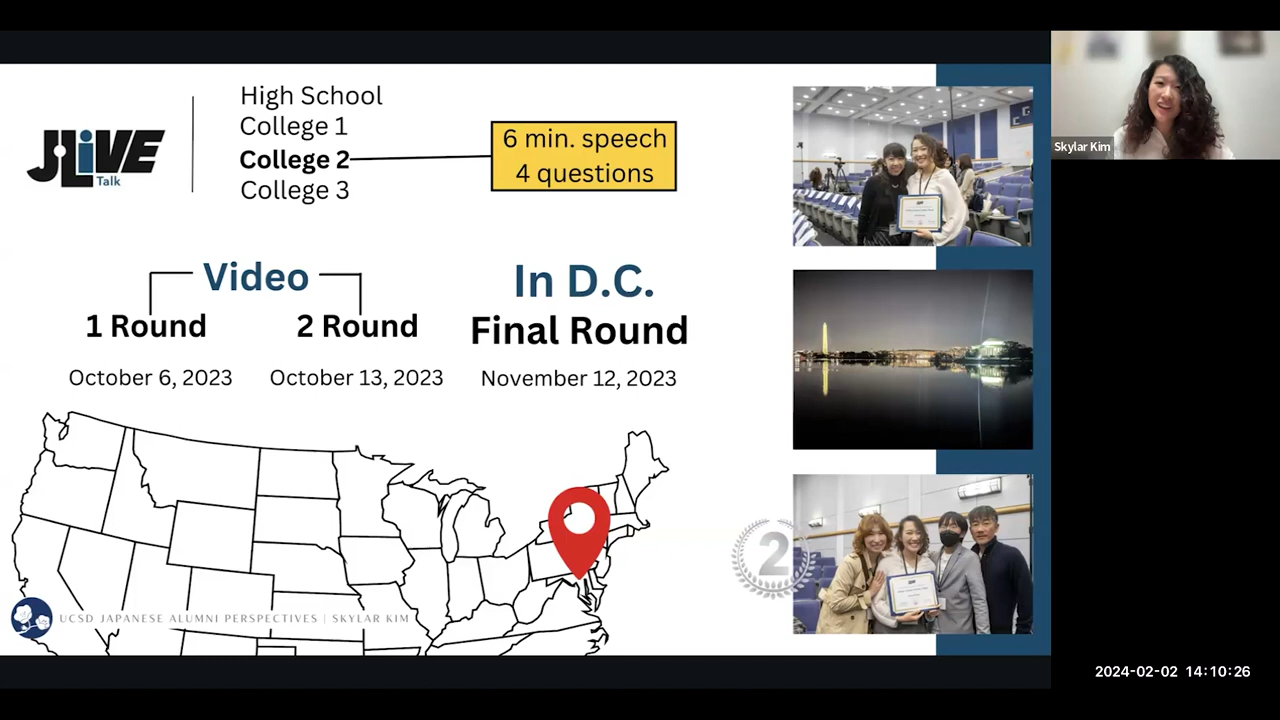 JLiVE
Talk
High School
College 1
College 2
College 3
6 min. speech
4 questions
Video
1 Round
2 Round
October 6, 2023
October 13, 2023
In D.C.
Final Round
November 12, 2023
2
UCSD JAPANESE ALUMNI PERSPECTIVES | SKYLAR KIM
Skylar Kim
2024-02-02 14:10:26